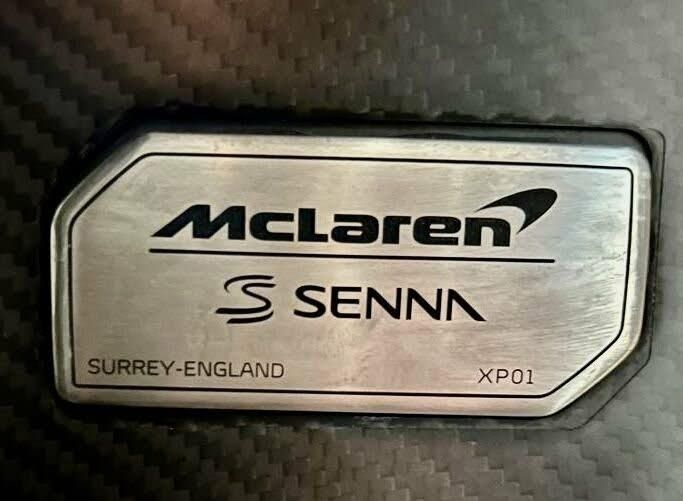 McLaren
S SENNA
SURREY-ENGLAND XP01